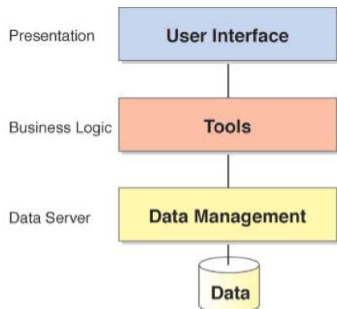 Presentation
User Interface
Business Logic
Tools
Data Server
Data Management
Data